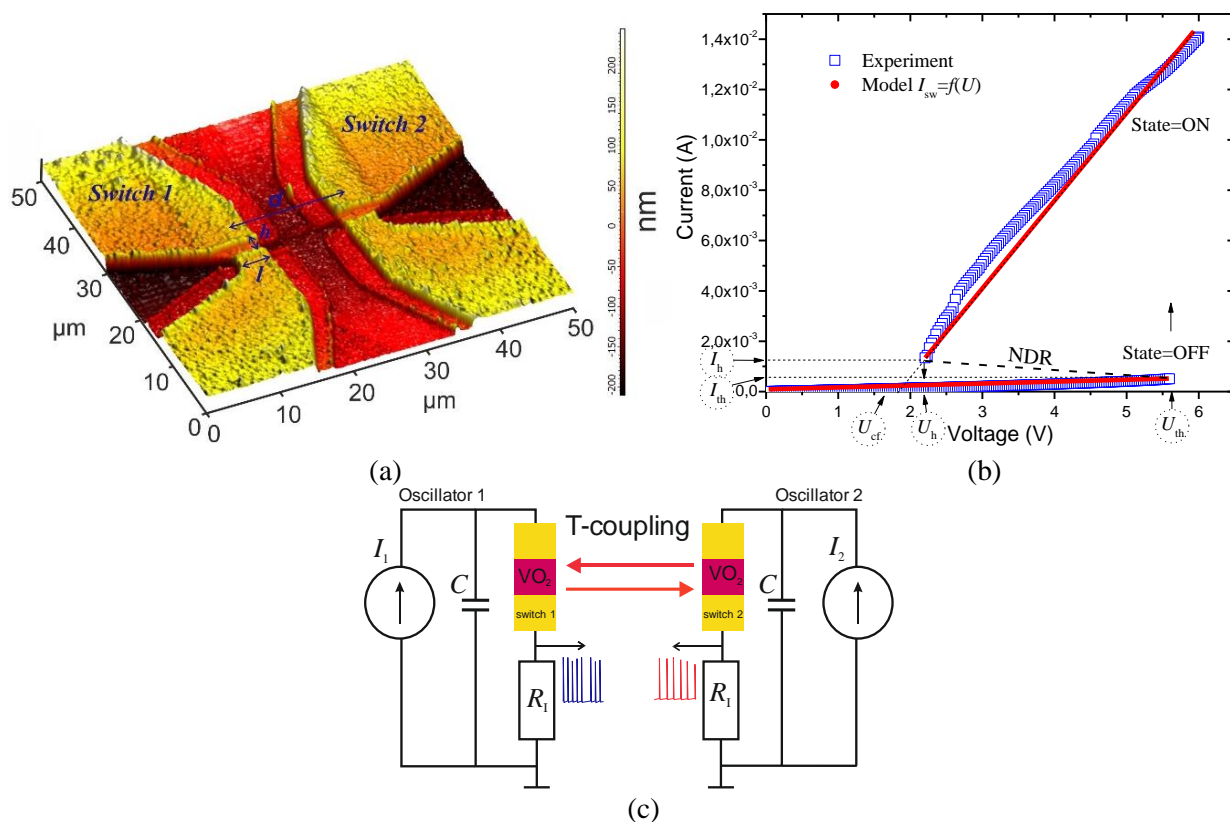 Switch 1
Switch 2
d
h
l
50
40
30
20
10
0
μm
0
10
20
30
40
50
μm
200
150
100
50
0
-50
-100
-150
-200
nm
(a)
1,4x10⁻²
1,2x10⁻²
1,0x10⁻²
8,0x10⁻³
6,0x10⁻³
4,0x10⁻³
2,0x10⁻³
0,0
Current (A)
Experiment
Model I_sw=f(U)
State=ON
State=OFF
NDR
I_h
I_th
0
1
2
3
4
5
6
U_cf.
U_h
Voltage (V)
U_th.
(b)
Oscillator 1
Oscillator 2
T-coupling
I₁
C
VO₂
switch 1
R_I
VO₂
switch 2
R_I
C
I₂
(c)